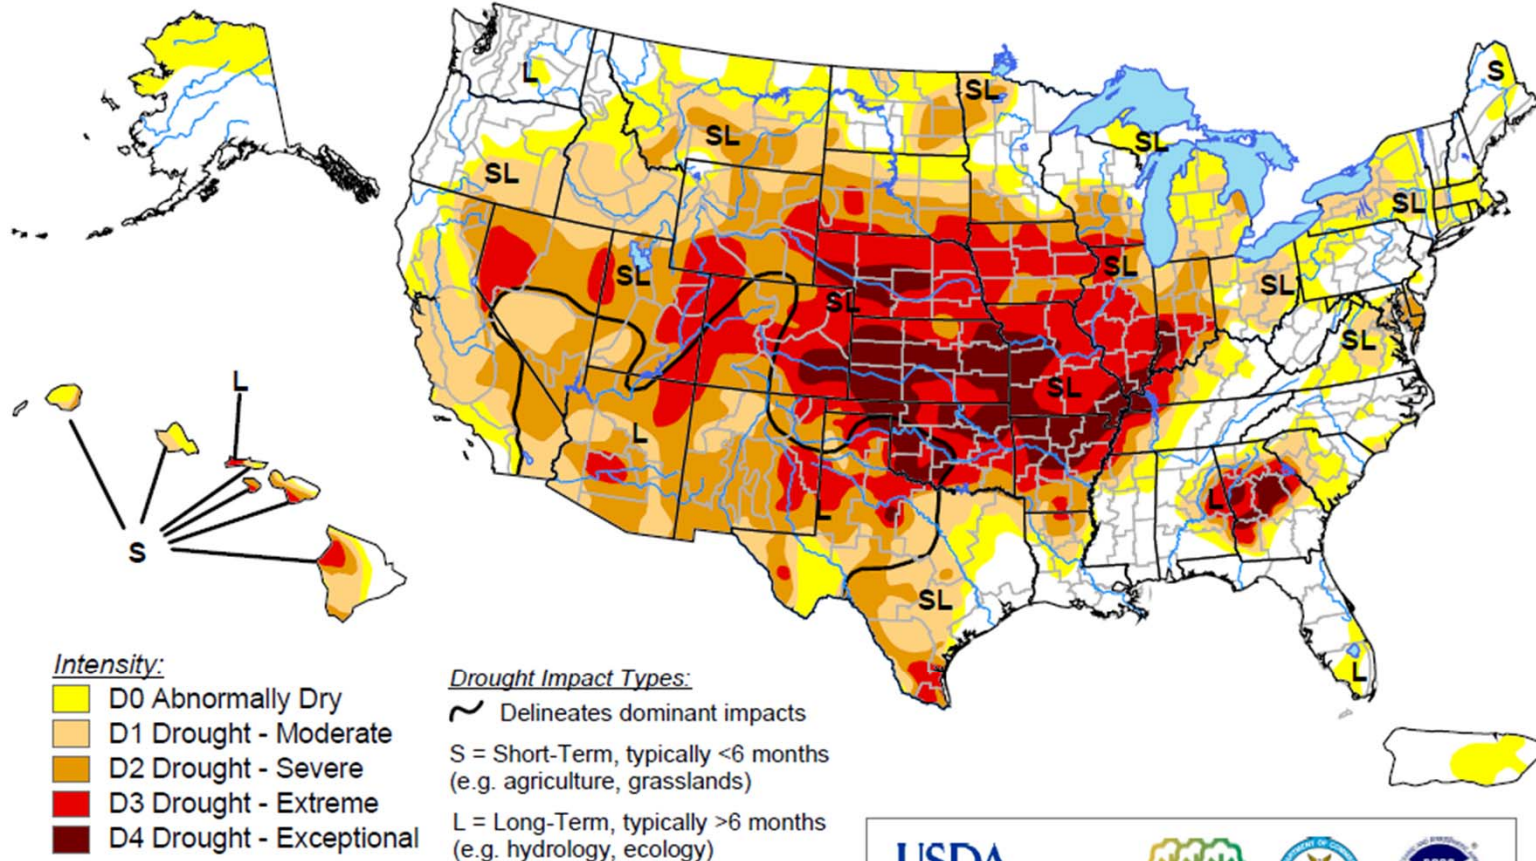 L
SL
SL
SL
S
SL
SL
SL
SL
SL
SL
SL
SL
L
L
SL
L
L
S
SL
L
Intensity:
D0 Abnormally Dry
D1 Drought - Moderate
D2 Drought - Severe
D3 Drought - Extreme
D4 Drought - Exceptional
Drought Impact Types:
Delineates dominant impacts
S = Short-Term, typically <6 months
(e.g. agriculture, grasslands)
L = Long-Term, typically >6 months
(e.g. hydrology, ecology)
USDA